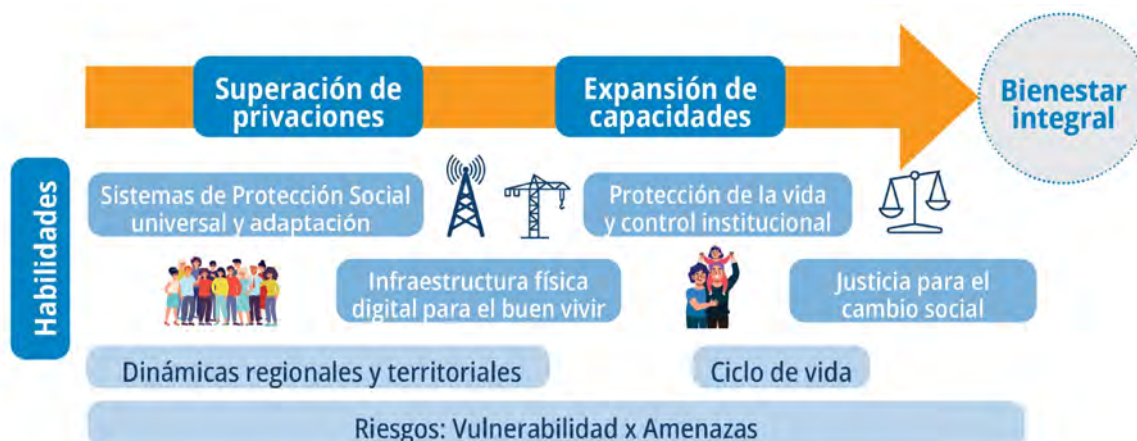 Superación de
privaciones
Expansión de
capacidades
Bienestar
integral
Habilidades
Sistemas de Protección Social
universal y adaptación
Protección de la vida
y control institucional
Infraestructura física
digital para el buen vivir
Justicia para el
cambio social
Dinámicas regionales y territoriales
Ciclo de vida
Riesgos: Vulnerabilidad x Amenazas